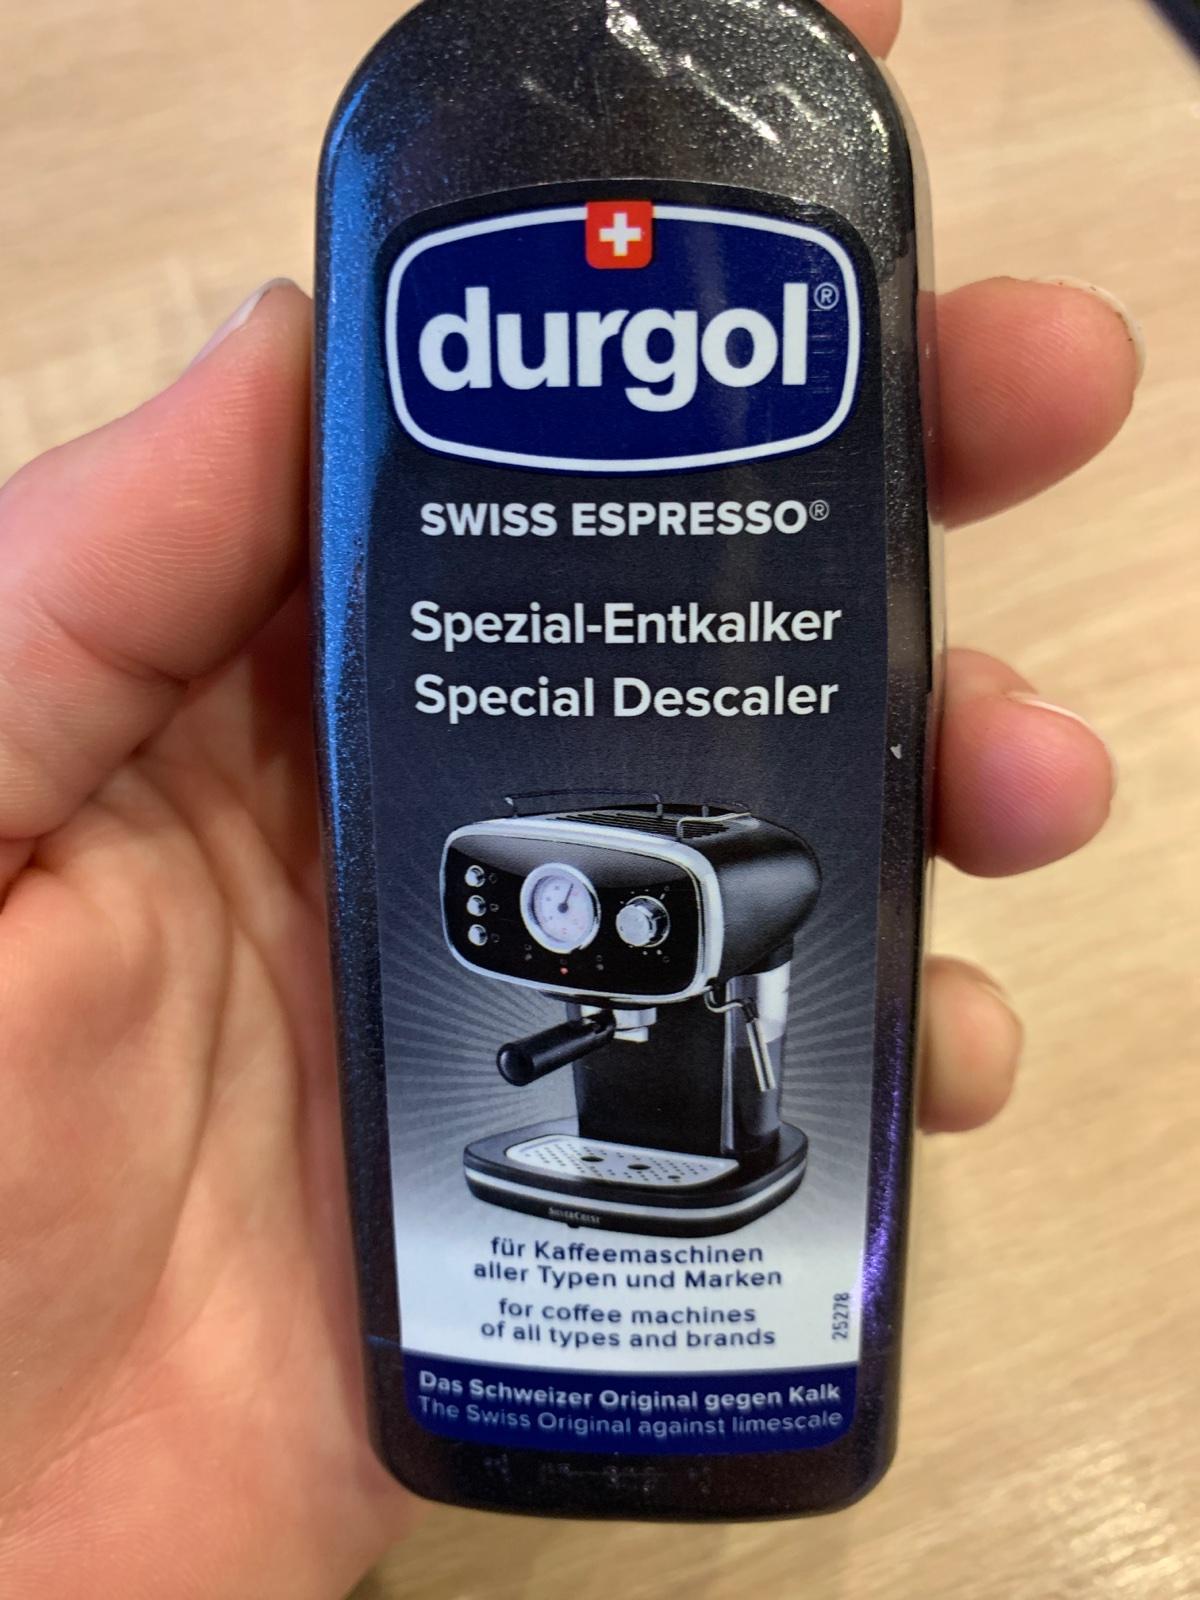 durgol®
SWISS ESPRESSO®
Spezial-Entkalker
Special Descaler
SILVERCREST
für Kaffeemaschinen
aller Typen und Marken
for coffee machines
of all types and brands
25278
Das Schweizer Original gegen Kalk
The Swiss Original against limescale